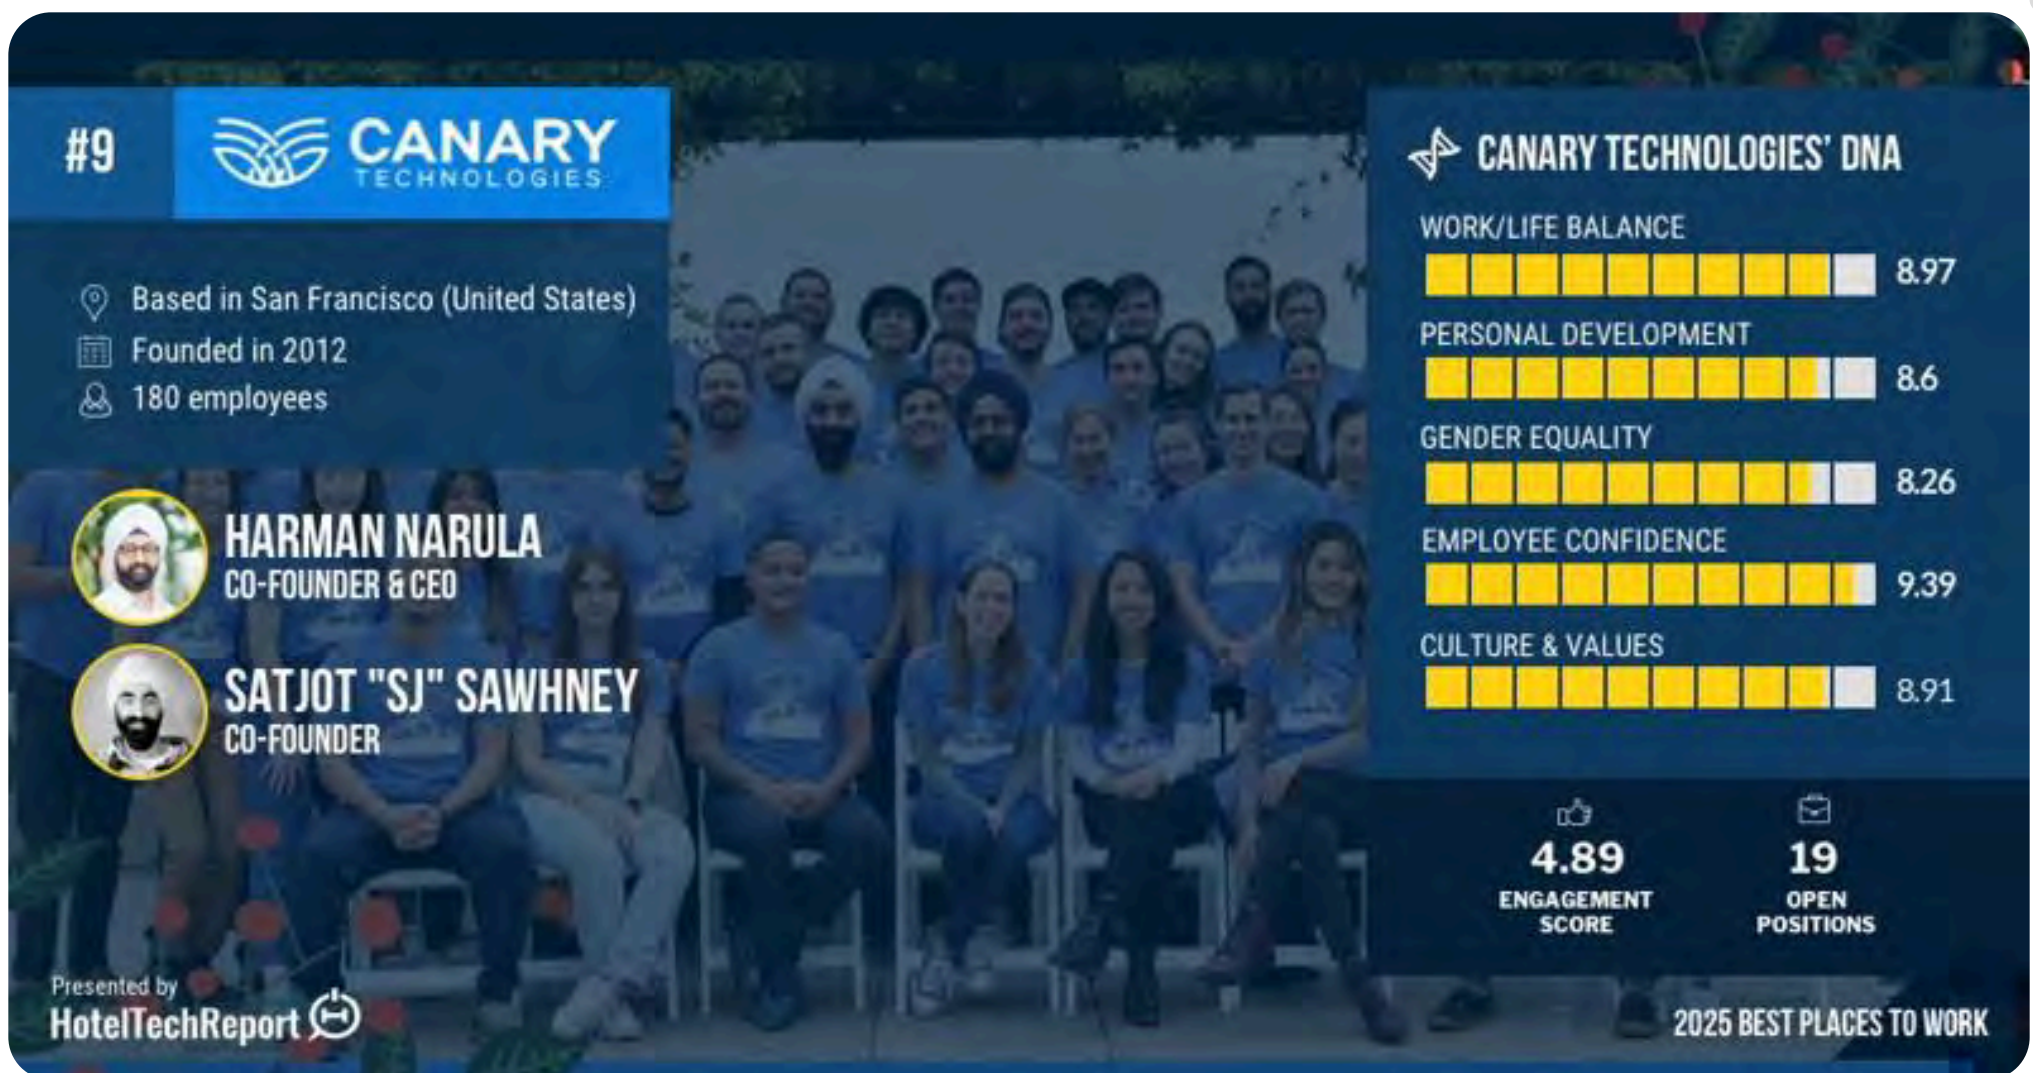 #9
CANARY
TECHNOLOGIES
Based in San Francisco (United States)
Founded in 2012
180 employees
HARMAN NARULA
CO-FOUNDER & CEO
SATJOT "SJ" SAWHNEY
CO-FOUNDER
Presented by
HotelTechReport
CANARY TECHNOLOGIES' DNA
WORK/LIFE BALANCE
8.97
PERSONAL DEVELOPMENT
8.6
GENDER EQUALITY
8.26
EMPLOYEE CONFIDENCE
9.39
CULTURE & VALUES
8.91
4.89
ENGAGEMENT
SCORE
19
OPEN
POSITIONS
2025 BEST PLACES TO WORK